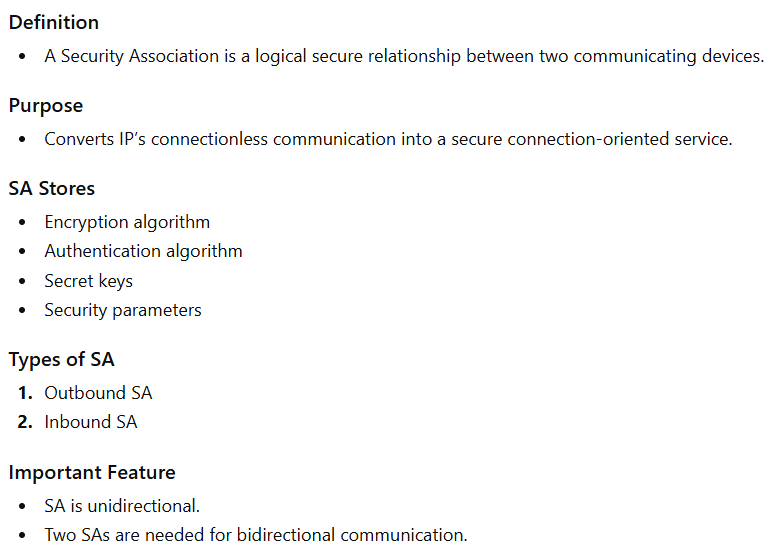 Definition
• A Security Association is a logical secure relationship between two communicating devices.
Purpose
• Converts IP’s connectionless communication into a secure connection-oriented service.
SA Stores
• Encryption algorithm
• Authentication algorithm
• Secret keys
• Security parameters
Types of SA
1. Outbound SA
2. Inbound SA
Important Feature
• SA is unidirectional.
• Two SAs are needed for bidirectional communication.